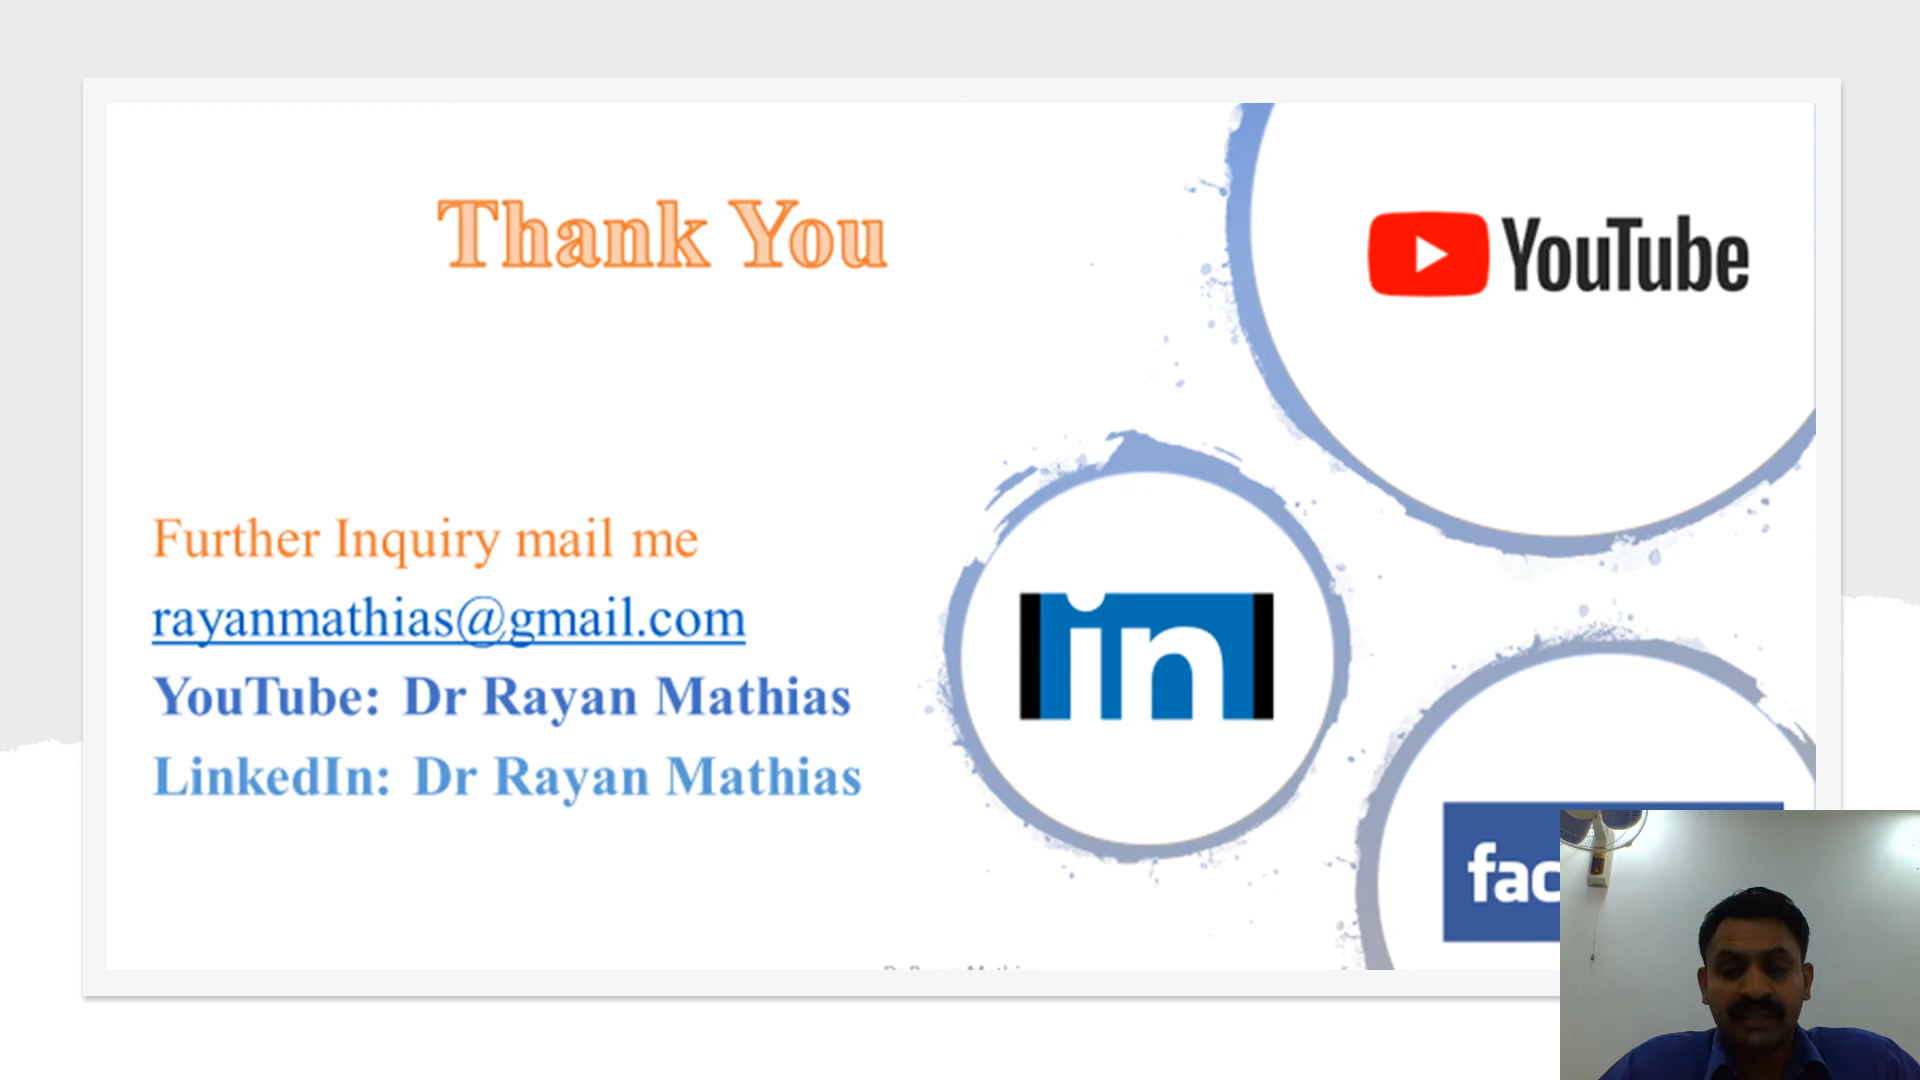 Thank You
YouTube
Further Inquiry mail me
rayanmathias@gmail.com
YouTube: Dr Rayan Mathias
LinkedIn: Dr Rayan Mathias
in
fac